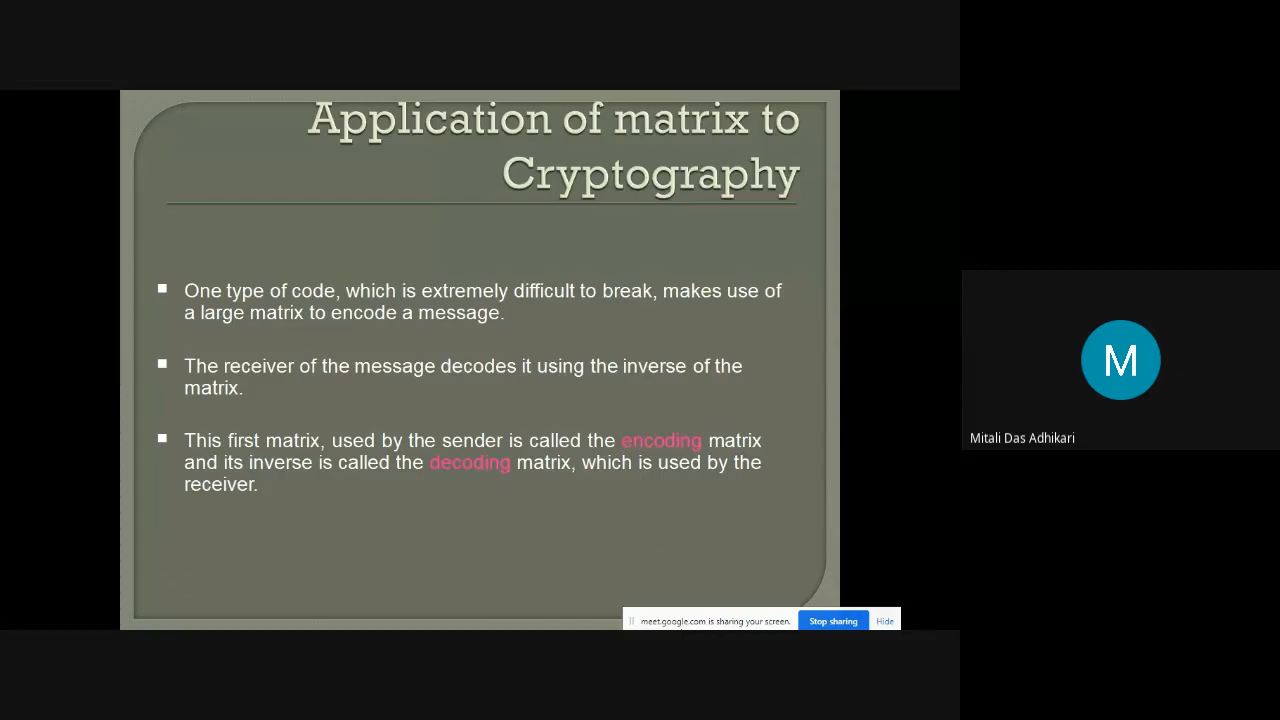 Application of matrix to
Cryptography
One type of code, which is extremely difficult to break, makes use of
a large matrix to encode a message.
The receiver of the message decodes it using the inverse of the
matrix.
This first matrix, used by the sender is called the encoding matrix
and its inverse is called the decoding matrix, which is used by the
receiver.
M
Mitali Das Adhikari
meet.google.com is sharing your screen.
Stop sharing
Hide